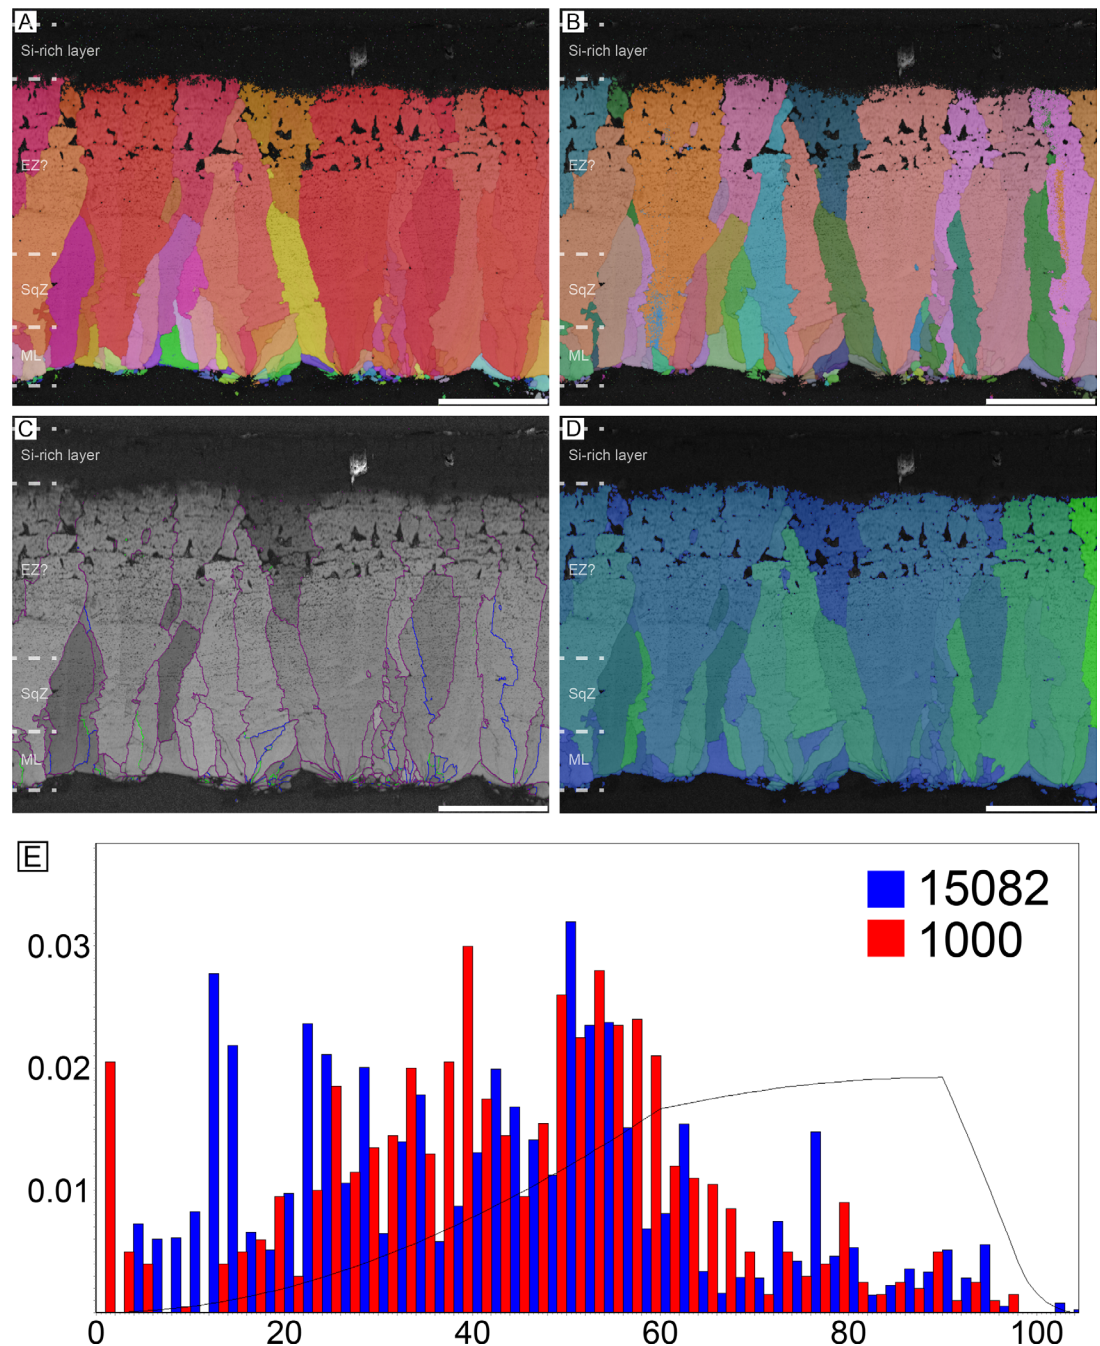 A
Si-rich layer
EZ?
SqZ
ML
B
Si-rich layer
EZ?
SqZ
ML
C
Si-rich layer
EZ?
SqZ
ML
D
Si-rich layer
EZ?
SqZ
ML
E
15082
1000
0.03
0.02
0.01
0 20 40 60 80 100